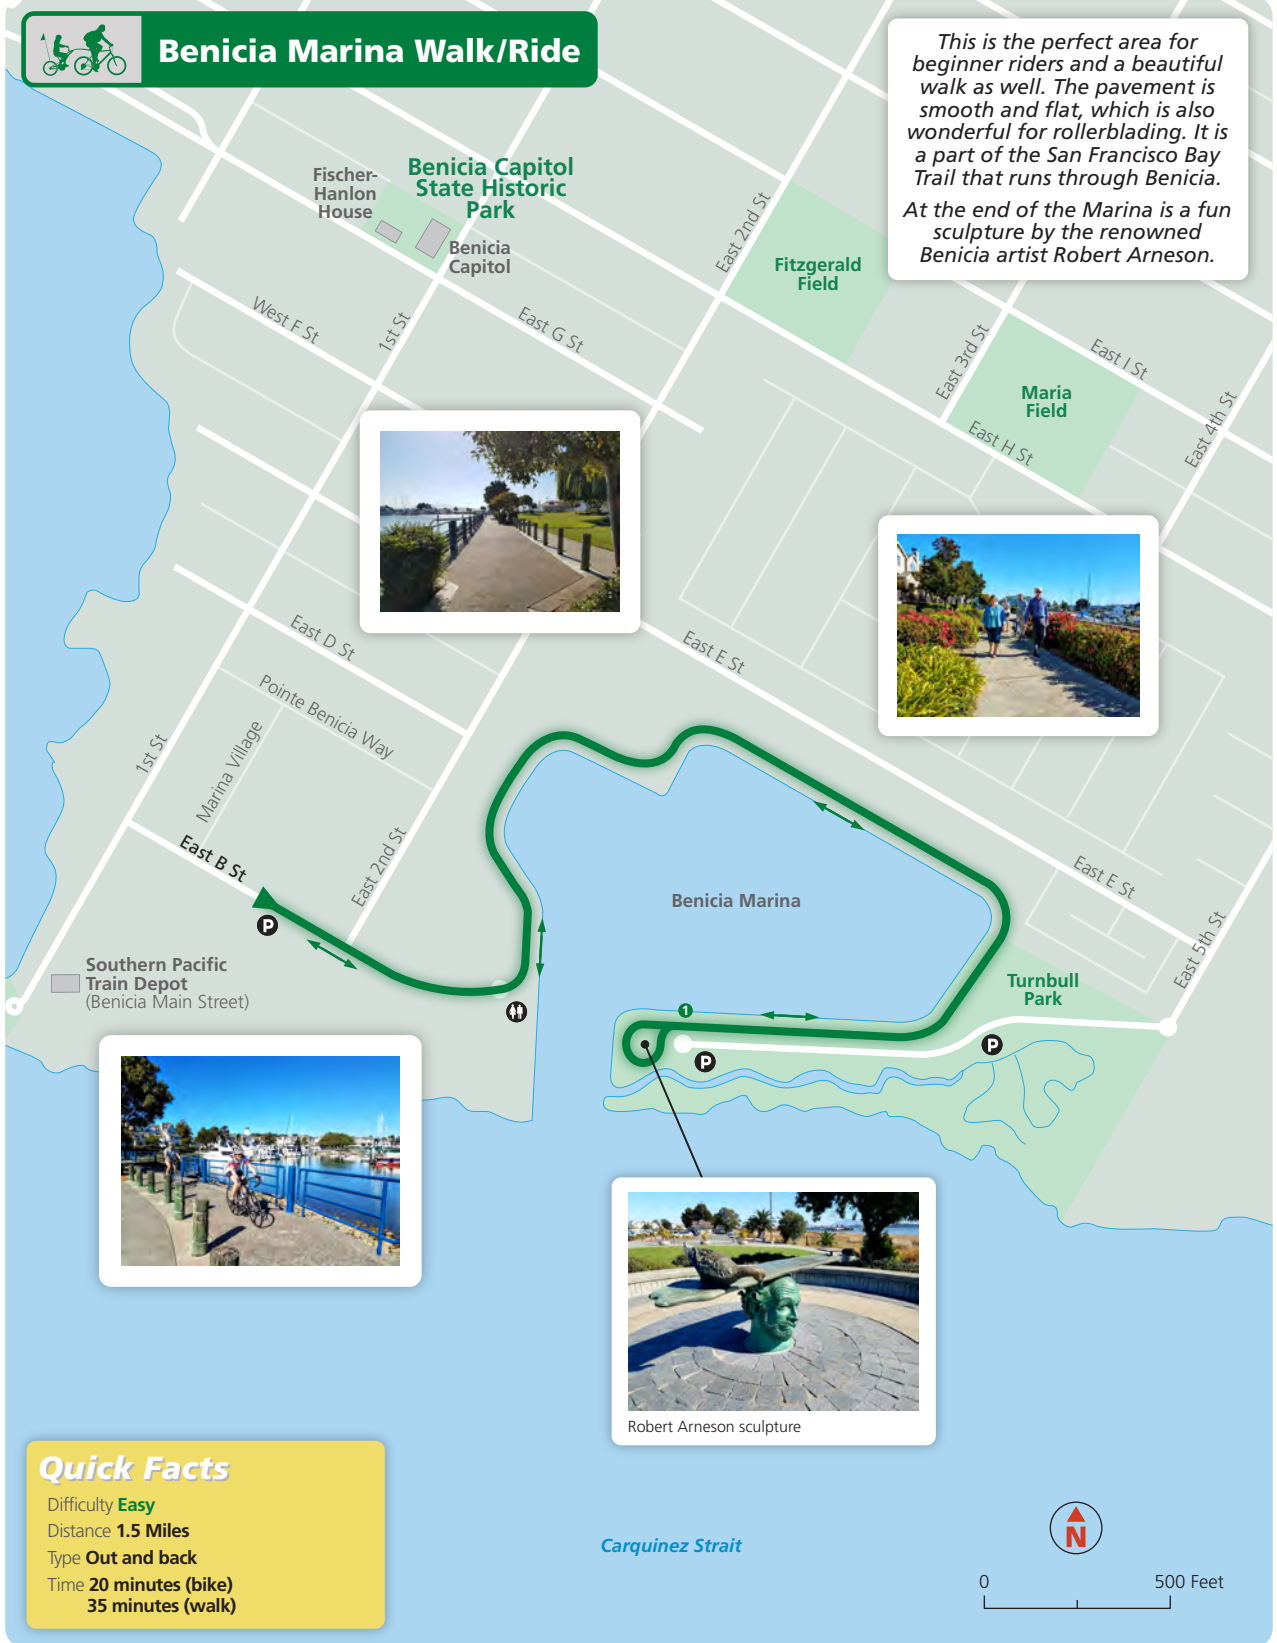 Benicia Marina Walk/Ride
This is the perfect area for
beginner riders and a beautiful
walk as well. The pavement is
smooth and flat, which is also
wonderful for rollerblading. It is
a part of the San Francisco Bay
Trail that runs through Benicia.
At the end of the Marina is a fun
sculpture by the renowned
Benicia artist Robert Arneson.
Fischer-
Hanlon
House
Benicia Capitol
State Historic
Park
Benicia
Capitol
East 2nd St
Fitzgerald
Field
West F St
1st St
East G St
East 3rd St
East I St
Maria
Field
East 4th St
East H St
East D St
East E St
Pointe Benicia Way
1st St
Marina Village
East B St
East 2nd St
P
Benicia Marina
East E St
East 5th St
Southern Pacific
Train Depot
(Benicia Main Street)
Turnbull
Park
1
P
P
Robert Arneson sculpture
Quick Facts
Difficulty Easy
Distance 1.5 Miles
Type Out and back
Time 20 minutes (bike)
35 minutes (walk)
Carquinez Strait
N
0 500 Feet